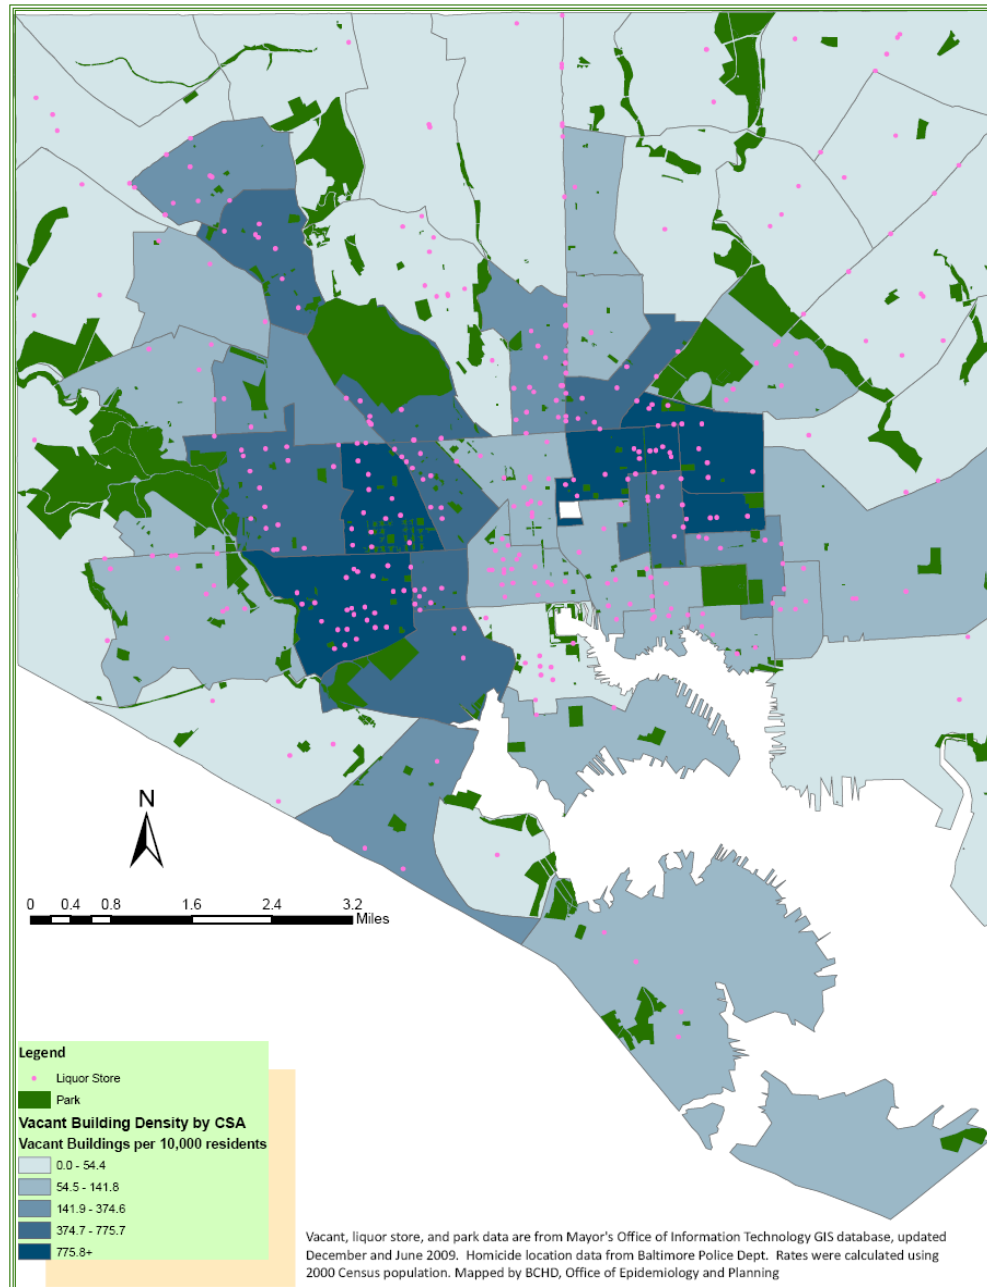 N
0 0.4 0.8 1.6 2.4 3.2
Miles
Legend
Liquor Store
Park
Vacant Building Density by CSA
Vacant Buildings per 10,000 residents
0.0 - 54.4
54.5 - 141.8
141.9 - 374.6
374.7 - 775.7
775.8+
Vacant, liquor store, and park data are from Mayor's Office of Information Technology GIS database, updated
December and June 2009. Homicide location data from Baltimore Police Dept. Rates were calculated using
2000 Census population. Mapped by BCHD, Office of Epidemiology and Planning